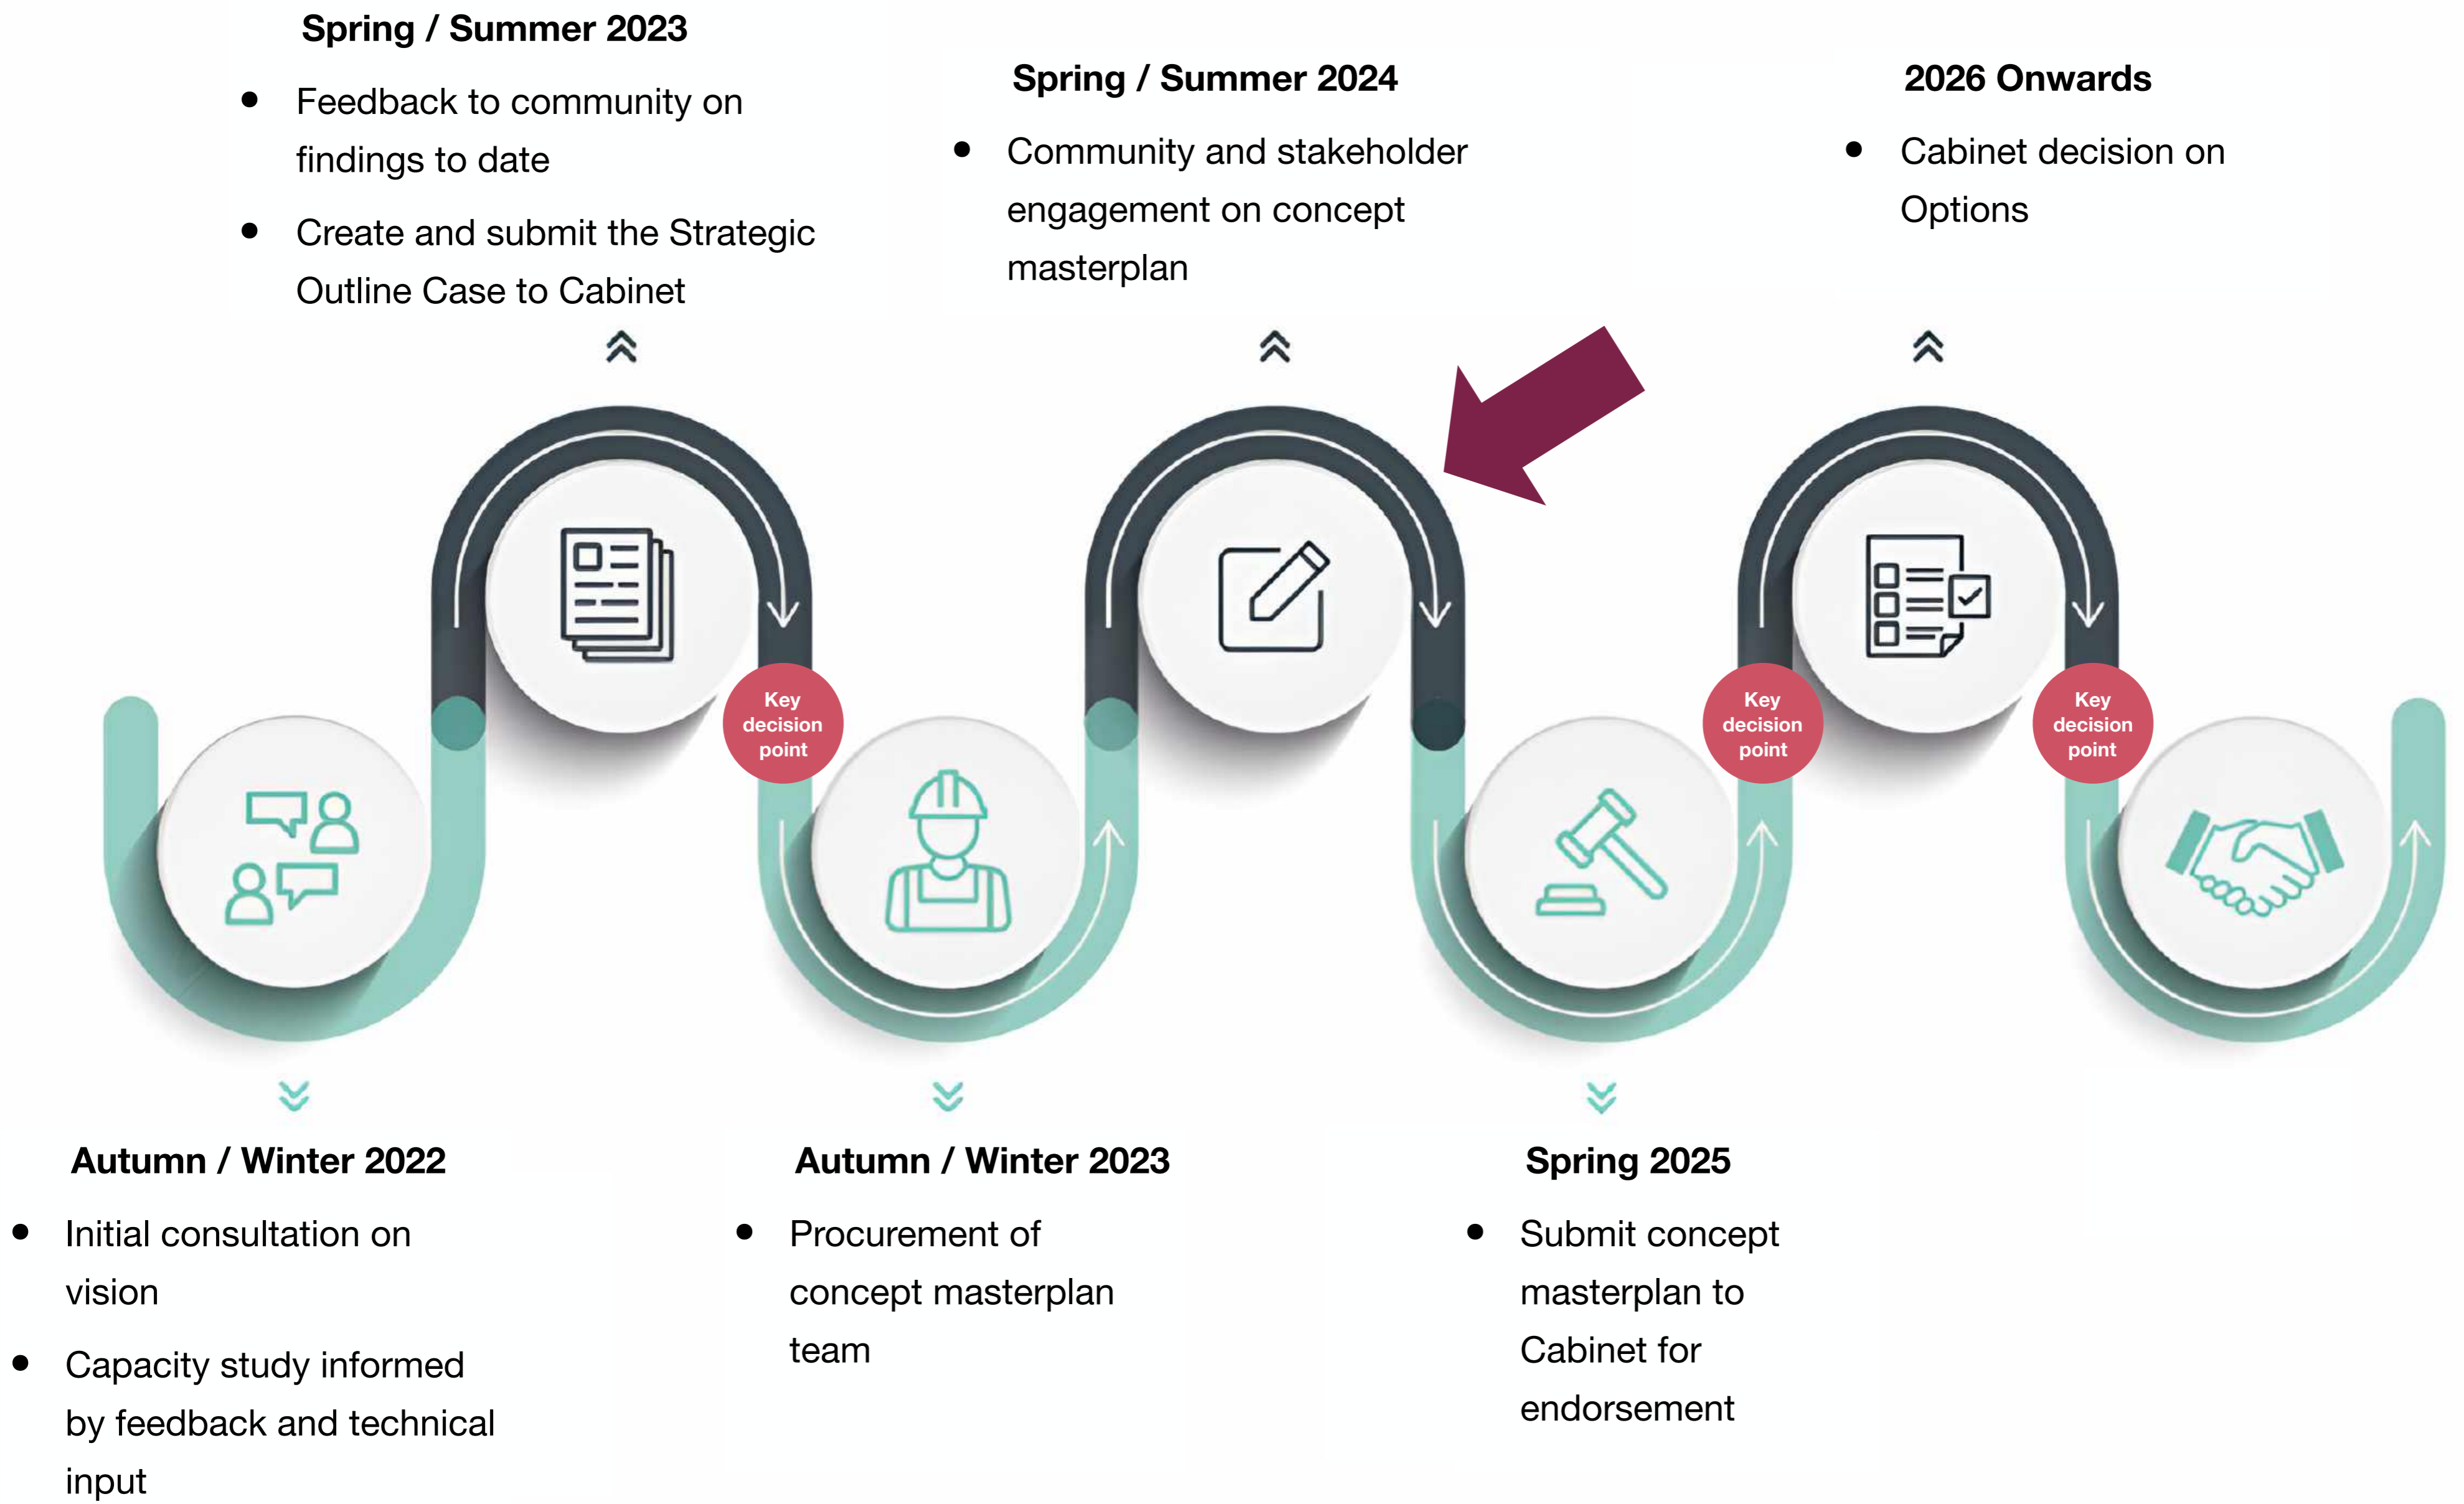 Spring / Summer 2023
● Feedback to community on
findings to date
● Create and submit the Strategic
Outline Case to Cabinet
Spring / Summer 2024
● Community and stakeholder
engagement on concept
masterplan
2026 Onwards
● Cabinet decision on
Options
Key
decision
point
Key
decision
point
Key
decision
point
Autumn / Winter 2022
● Initial consultation on
vision
● Capacity study informed
by feedback and technical
input
Autumn / Winter 2023
● Procurement of
concept masterplan
team
Spring 2025
● Submit concept
masterplan to
Cabinet for
endorsement